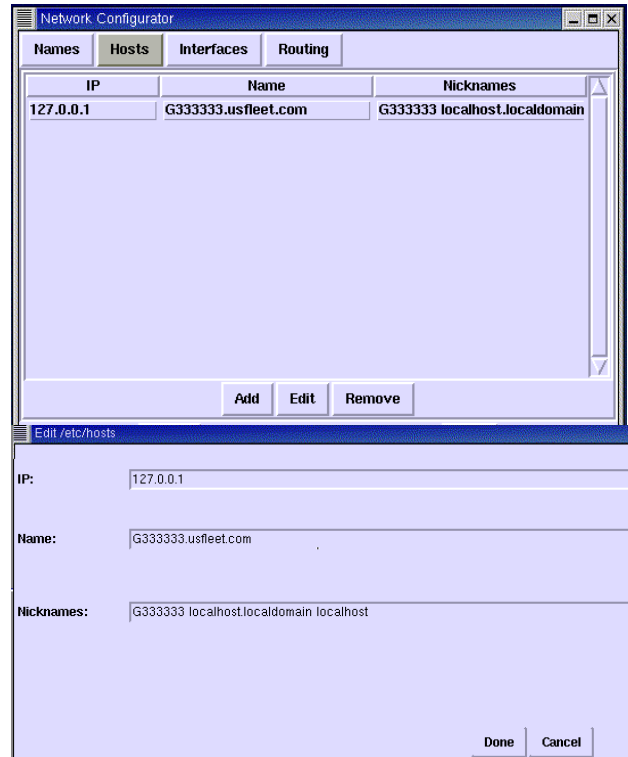 Network Configurator
Names Hosts Interfaces Routing
IP Name Nicknames
127.0.0.1 G333333.usfleet.com G333333 localhost.localdomain
Add Edit Remove
Edit /etc/hosts
IP: 127.0.0.1
Name: G333333.usfleet.com
Nicknames: G333333 localhost.localdomain localhost
Done Cancel